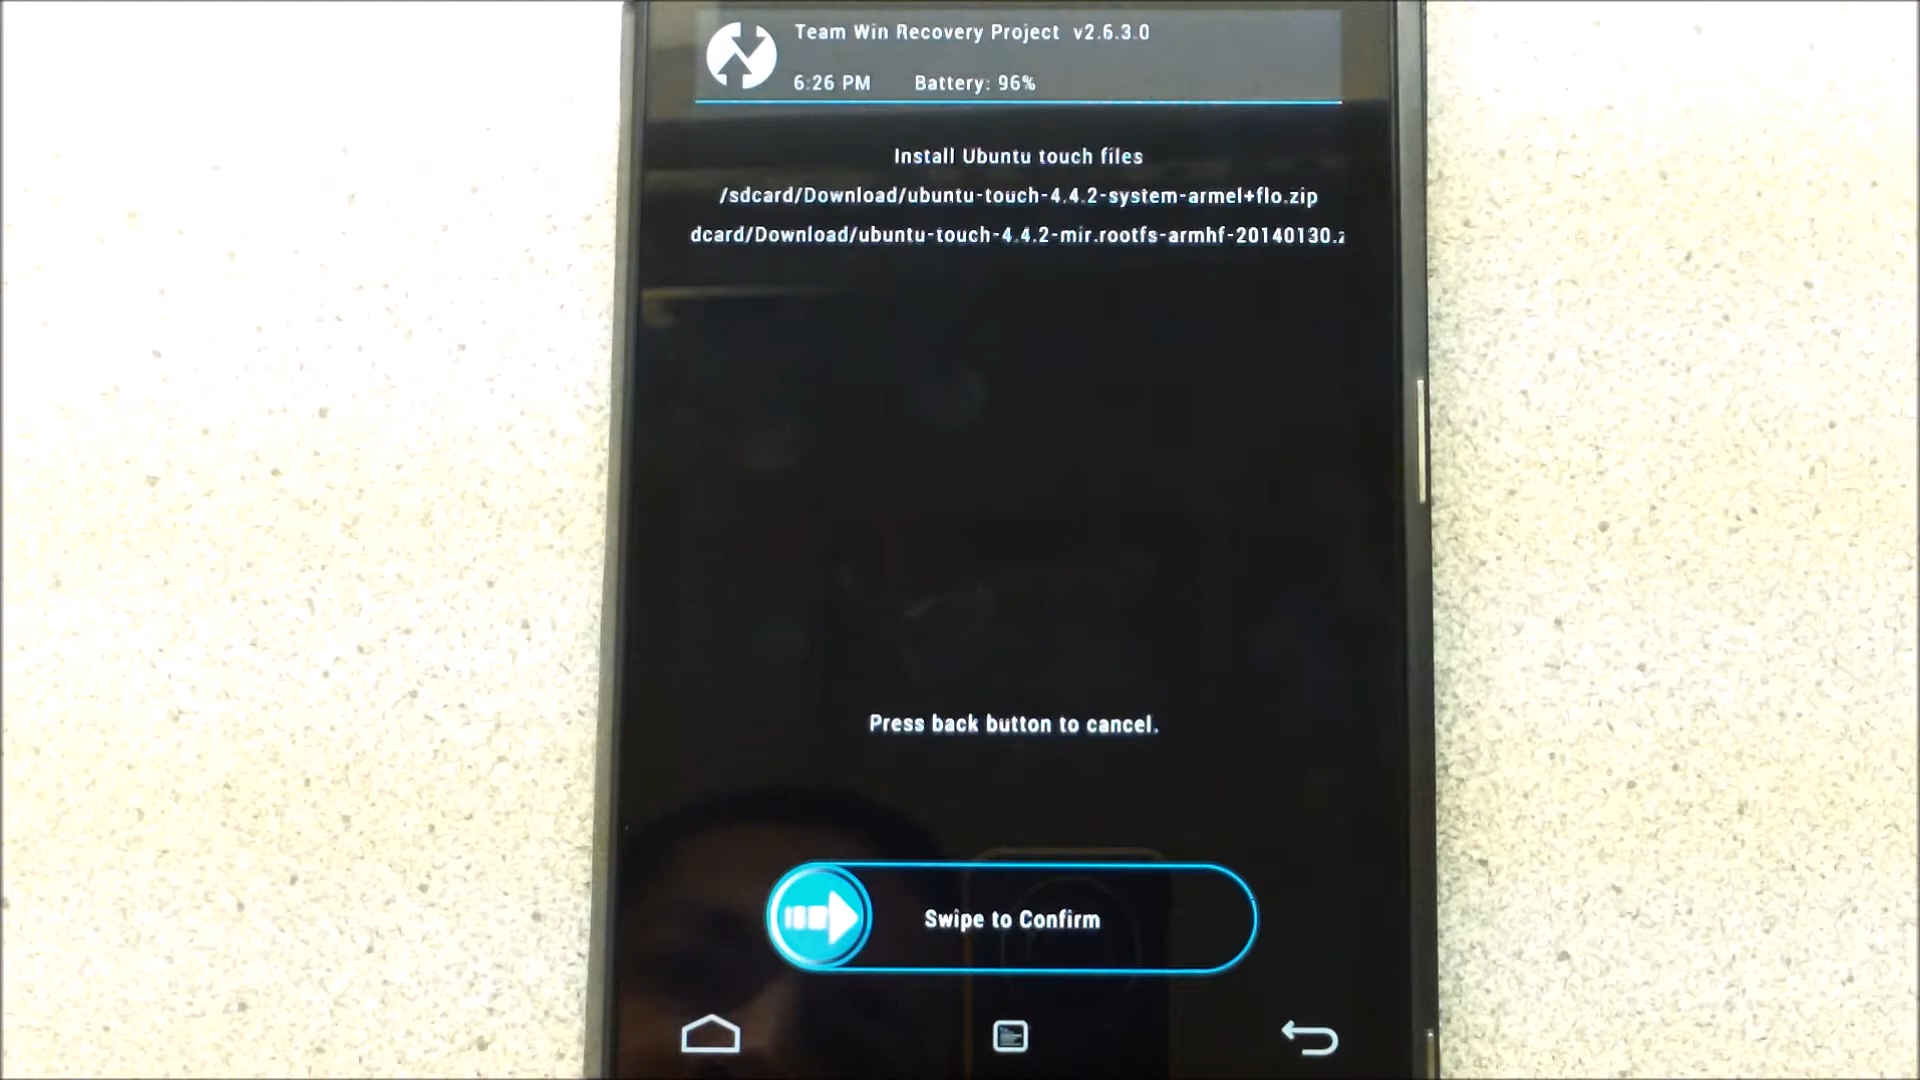 Team Win Recovery Project v2.6.3.0
6:26 PM Battery: 96%
Install Ubuntu touch files
/sdcard/Download/ubuntu-touch-4.4.2-system-armel+flo.zip
dcard/Download/ubuntu-touch-4.4.2-mir.rootfs-armhf-20140130.z
Press back button to cancel.
Swipe to Confirm